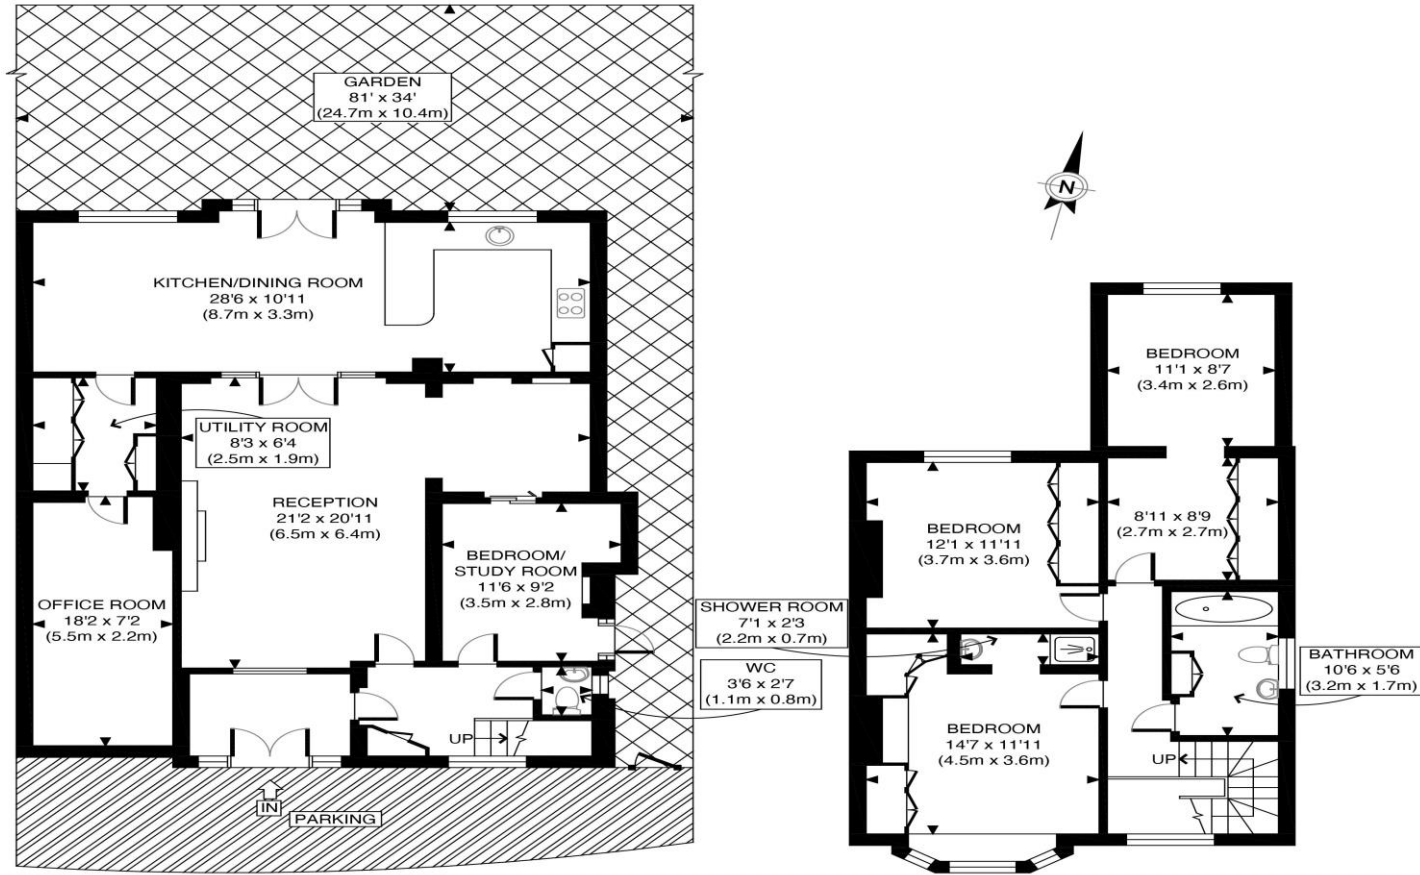 GARDEN
81' x 34'
(24.7m x 10.4m)
N
KITCHEN/DINING ROOM
28'6 x 10'11
(8.7m x 3.3m)
UTILITY ROOM
8'3 x 6'4
(2.5m x 1.9m)
RECEPTION
21'2 x 20'11
(6.5m x 6.4m)
BEDROOM/
STUDY ROOM
11'6 x 9'2
(3.5m x 2.8m)
OFFICE ROOM
18'2 x 7'2
(5.5m x 2.2m)
UP
IN
PARKING
SHOWER ROOM
7'1 x 2'3
(2.2m x 0.7m)
WC
3'6 x 2'7
(1.1m x 0.8m)
BEDROOM
11'1 x 8'7
(3.4m x 2.6m)
BEDROOM
12'1 x 11'11
(3.7m x 3.6m)
8'11 x 8'9
(2.7m x 2.7m)
BATHROOM
10'6 x 5'6
(3.2m x 1.7m)
BEDROOM
14'7 x 11'11
(4.5m x 3.6m)
UP